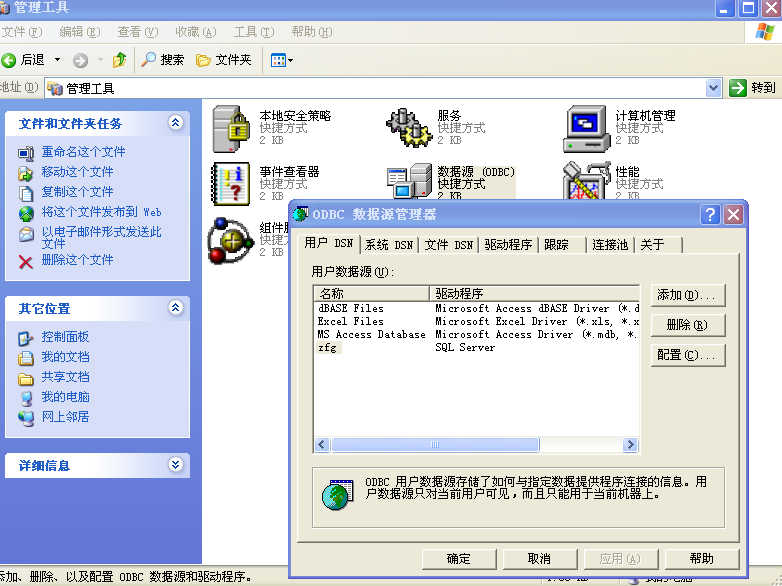 管理工具
文件(F) 编辑(E) 查看(V) 收藏(A) 工具(T) 帮助(H)
后退 搜索 文件夹
地址(D) 管理工具 转到
文件和文件夹任务
重命名这个文件
移动这个文件
复制这个文件
将这个文件发布到 Web
以电子邮件形式发送此
文件
删除这个文件
其它位置
控制面板
我的文档
共享文档
我的电脑
网上邻居
详细信息
本地安全策略
快捷方式
2 KB
服务
快捷方式
2 KB
计算机管理
快捷方式
2 KB
事件查看器
快捷方式
2 KB
数据源 (ODBC)
快捷方式
2 KB
性能
快捷方式
组件服
快捷方
2 KB
ODBC 数据源管理器
用户 DSN 系统 DSN 文件 DSN 驱动程序 跟踪 连接池 关于
用户数据源(U):
名称 驱动程序
dBASE Files Microsoft Access dBASE Driver (*.d
Excel Files Microsoft Excel Driver (*.xls, *.x
MS Access Database Microsoft Access Driver (*.mdb, *.
zfg SQL Server
添加(D)...
删除(R)
配置(C)...
ODBC 用户数据源存储了如何与指定数据提供程序连接的信息。用
户数据源只对当前用户可见，而且只能用于当前机器上。
确定 取消 应用(A) 帮助
添加、删除、以及配置 ODBC 数据源和驱动程序。